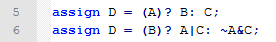 5 assign D = (A)? B: C;
6 assign D = (B)? A|C: ~A&C;